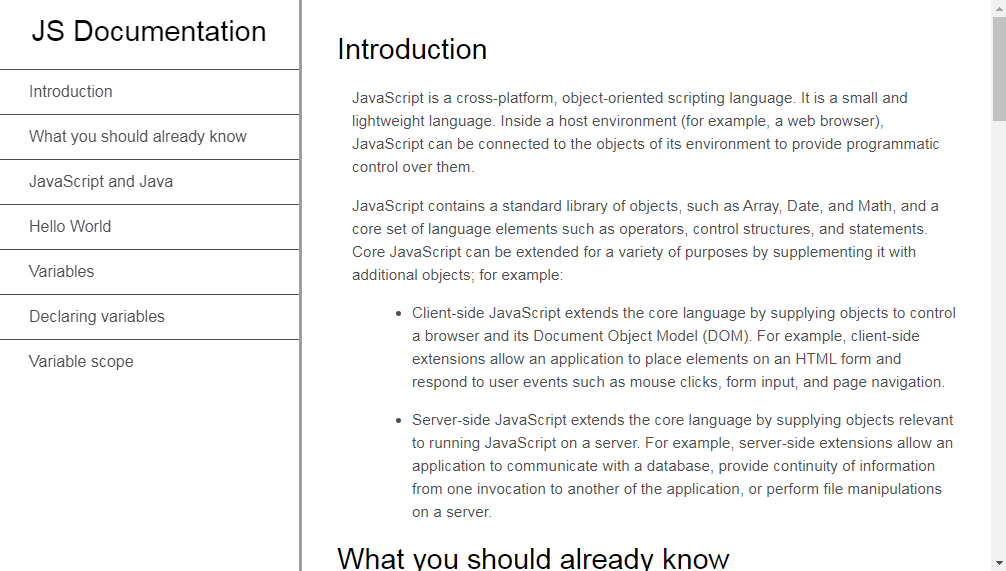 JS Documentation
Introduction
What you should already know
JavaScript and Java
Hello World
Variables
Declaring variables
Variable scope
Introduction
JavaScript is a cross-platform, object-oriented scripting language. It is a small and
lightweight language. Inside a host environment (for example, a web browser),
JavaScript can be connected to the objects of its environment to provide programmatic
control over them.
JavaScript contains a standard library of objects, such as Array, Date, and Math, and a
core set of language elements such as operators, control structures, and statements.
Core JavaScript can be extended for a variety of purposes by supplementing it with
additional objects; for example:
• Client-side JavaScript extends the core language by supplying objects to control
a browser and its Document Object Model (DOM). For example, client-side
extensions allow an application to place elements on an HTML form and
respond to user events such as mouse clicks, form input, and page navigation.
• Server-side JavaScript extends the core language by supplying objects relevant
to running JavaScript on a server. For example, server-side extensions allow an
application to communicate with a database, provide continuity of information
from one invocation to another of the application, or perform file manipulations
on a server.
What you should already know